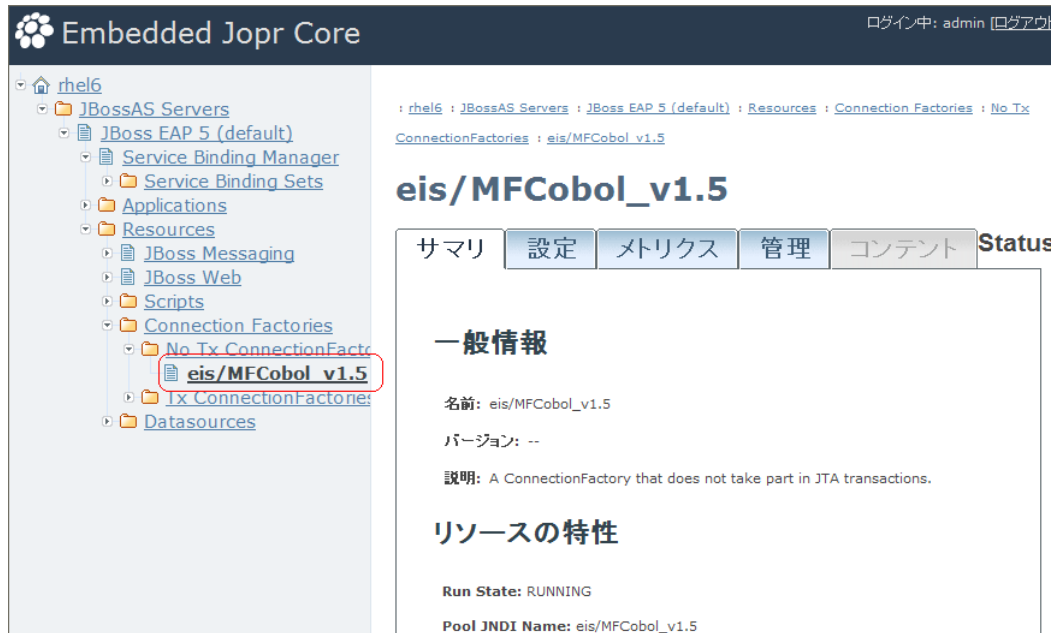 Embedded Jopr Core
ログイン中: admin [ログアウト
rhel6
JBossAS Servers
JBoss EAP 5 (default)
Service Binding Manager
Service Binding Sets
Applications
Resources
JBoss Messaging
JBoss Web
Scripts
Connection Factories
No Tx ConnectionFacto
eis/MFCobol_v1.5
Tx ConnectionFactories
Datasources
: rhel6 : JBossAS Servers : JBoss EAP 5 (default) : Resources : Connection Factories : No Tx
ConnectionFactories : eis/MFCobol_v1.5
eis/MFCobol_v1.5
サマリ 設定 メトリクス 管理 コンテント Status
一般情報
名前: eis/MFCobol_v1.5
バージョン: --
説明: A ConnectionFactory that does not take part in JTA transactions.
リソースの特性
Run State: RUNNING
Pool JNDI Name: eis/MFCobol_v1.5